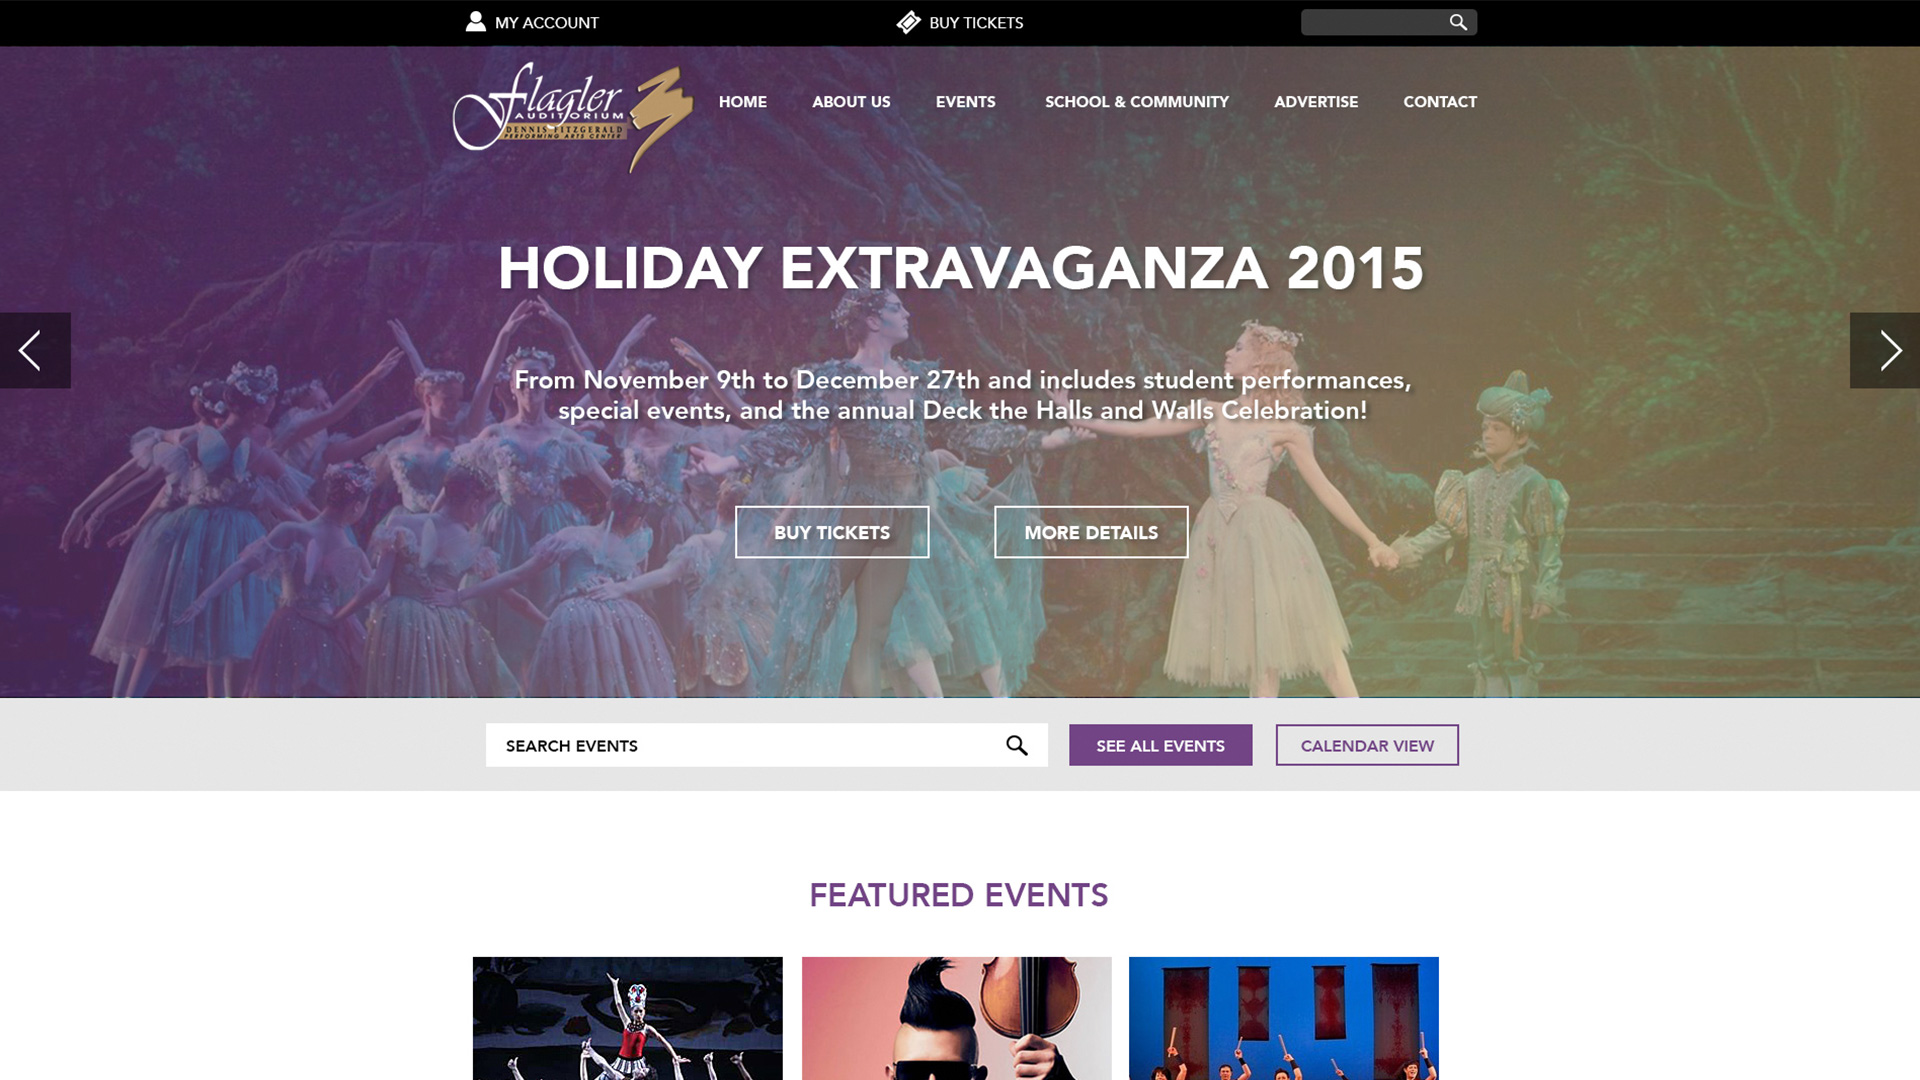 MY ACCOUNT
BUY TICKETS
flagler
AUDITORIUM
DENNIS FITZGERALD
PERFORMING ARTS CENTER
HOME
ABOUT US
EVENTS
SCHOOL & COMMUNITY
ADVERTISE
CONTACT
HOLIDAY EXTRAVAGANZA 2015
From November 9th to December 27th and includes student performances,
special events, and the annual Deck the Halls and Walls Celebration!
BUY TICKETS
MORE DETAILS
SEARCH EVENTS
SEE ALL EVENTS
CALENDAR VIEW
FEATURED EVENTS